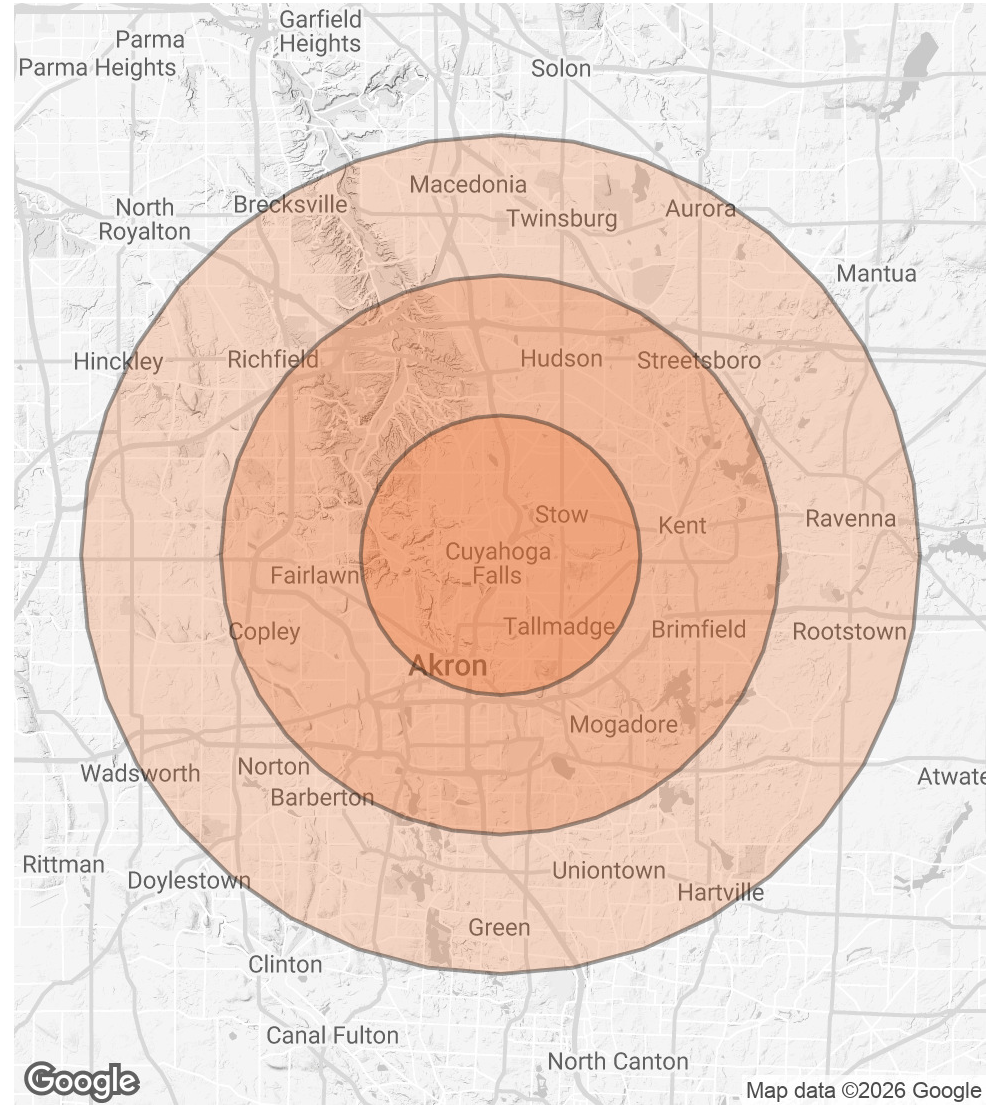 Garfield
Heights
Parma
Parma Heights
Solon
Macedonia
Brecksville
North
Royalton
Twinsburg
Aurora
Mantua
Hinckley
Richfield
Hudson
Streetsboro
Stow
Kent
Ravenna
Cuyahoga
Falls
Fairlawn
Copley
Tallmadge
Brimfield
Rootstown
Akron
Mogadore
Wadsworth
Norton
Barberton
Atwate
Rittman
Doylestown
Uniontown
Hartville
Green
Clinton
Canal Fulton
North Canton
Google
Map data ©2026 Google